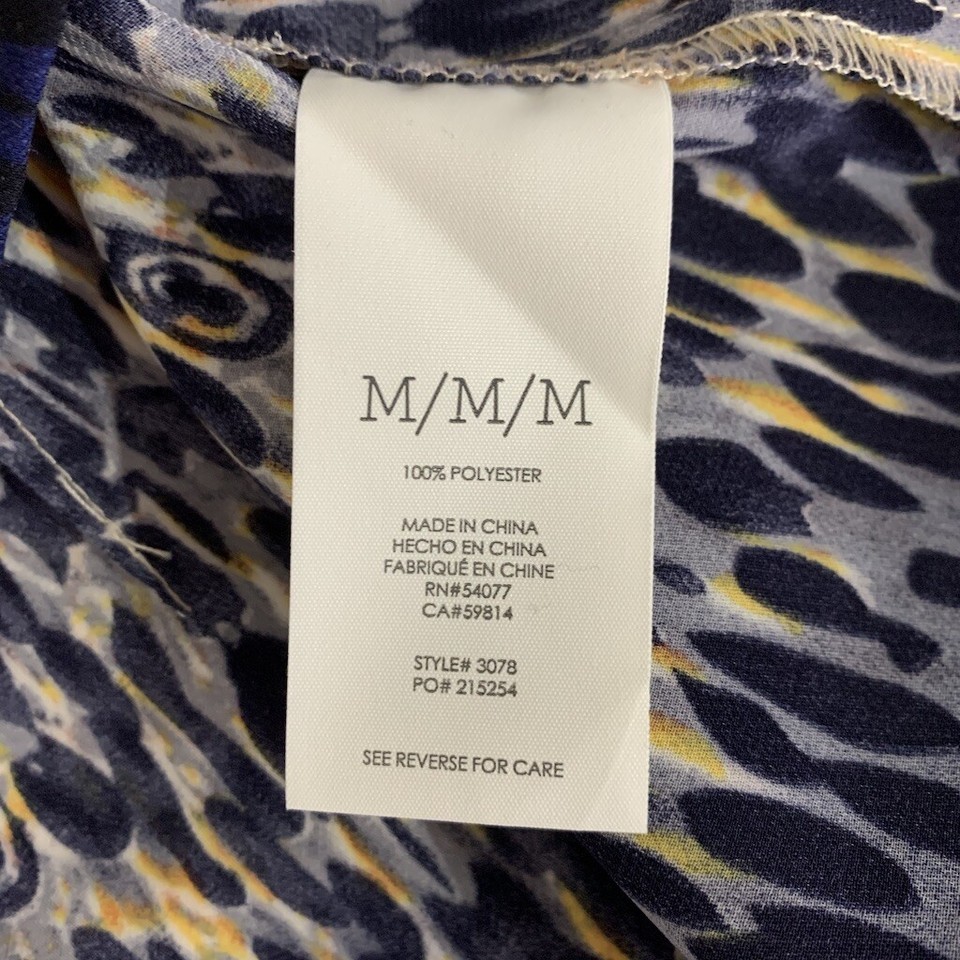 M/M/M
100% POLYESTER
MADE IN CHINA
HECHO EN CHINA
FABRIQUÉ EN CHINE
RN#54077
CA#59814
STYLE# 3078
PO# 215254
SEE REVERSE FOR CARE